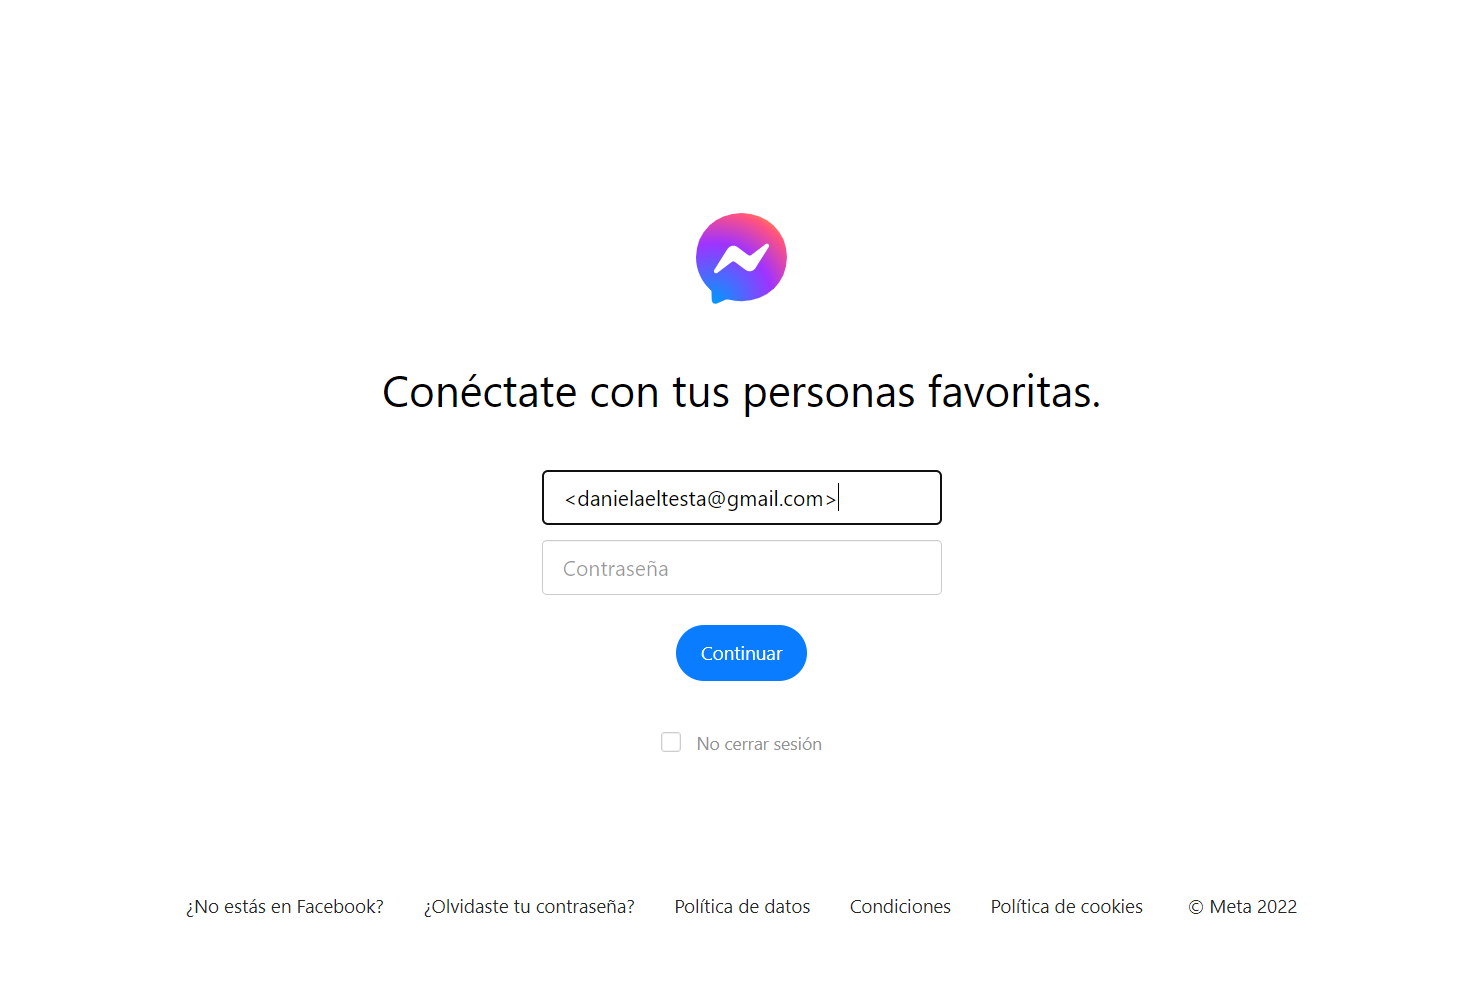 Conéctate con tus personas favoritas.
<danielaeltesta@gmail.com>
Contraseña
Continuar
No cerrar sesión
¿No estás en Facebook? ¿Olvidaste tu contraseña? Política de datos Condiciones Política de cookies © Meta 2022